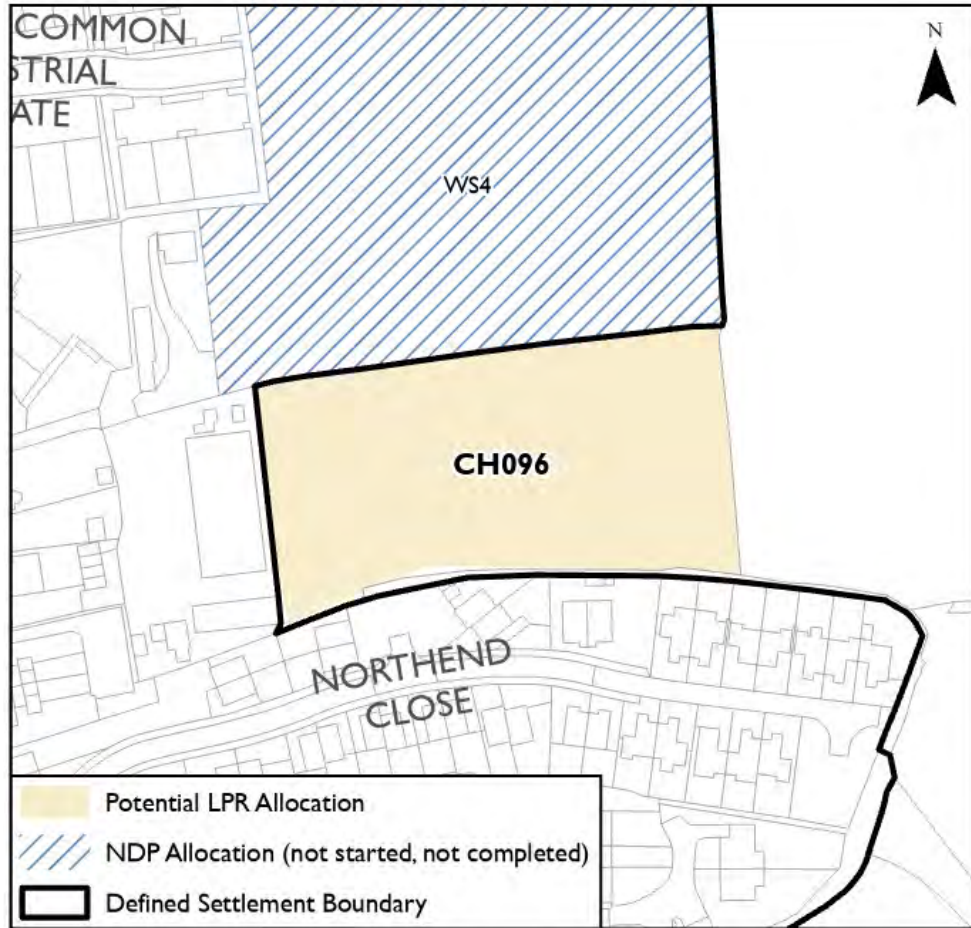 COMMON
STRIAL
ATE
N
WS4
CH096
NORTHEND
CLOSE
Potential LPR Allocation
NDP Allocation (not started, not completed)
Defined Settlement Boundary